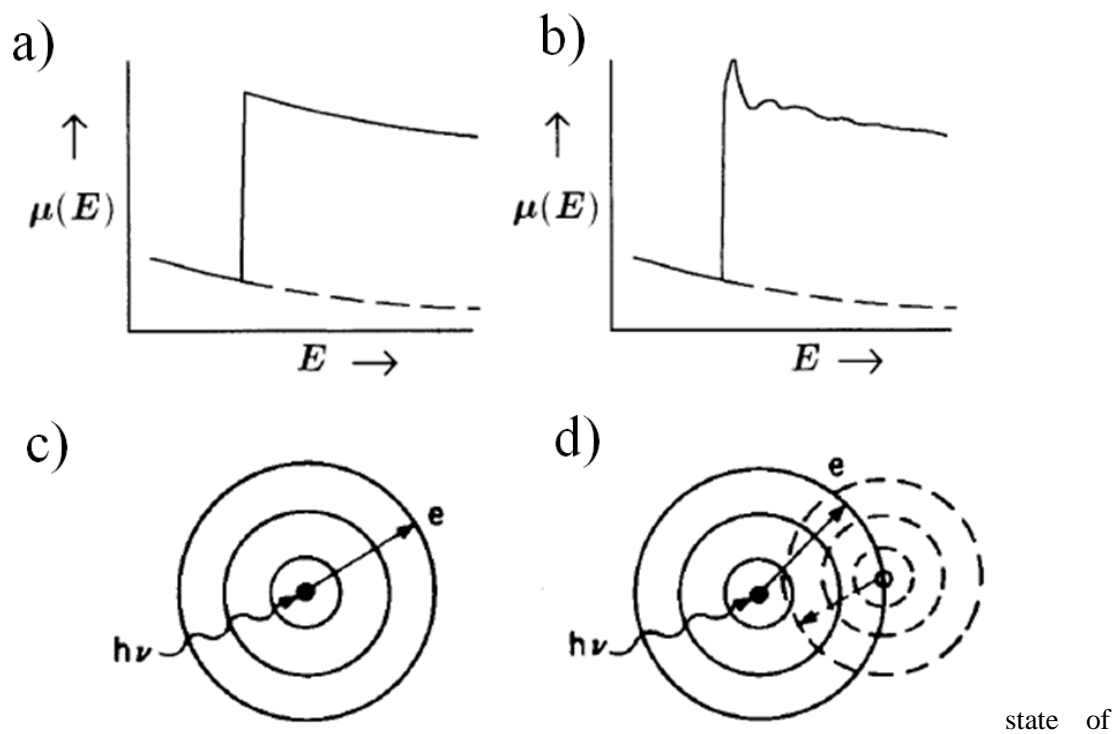 a)
b)
↑
↑
μ(E)
μ(E)
E →
E →
c)
d)
e
e
hν
hν
state of